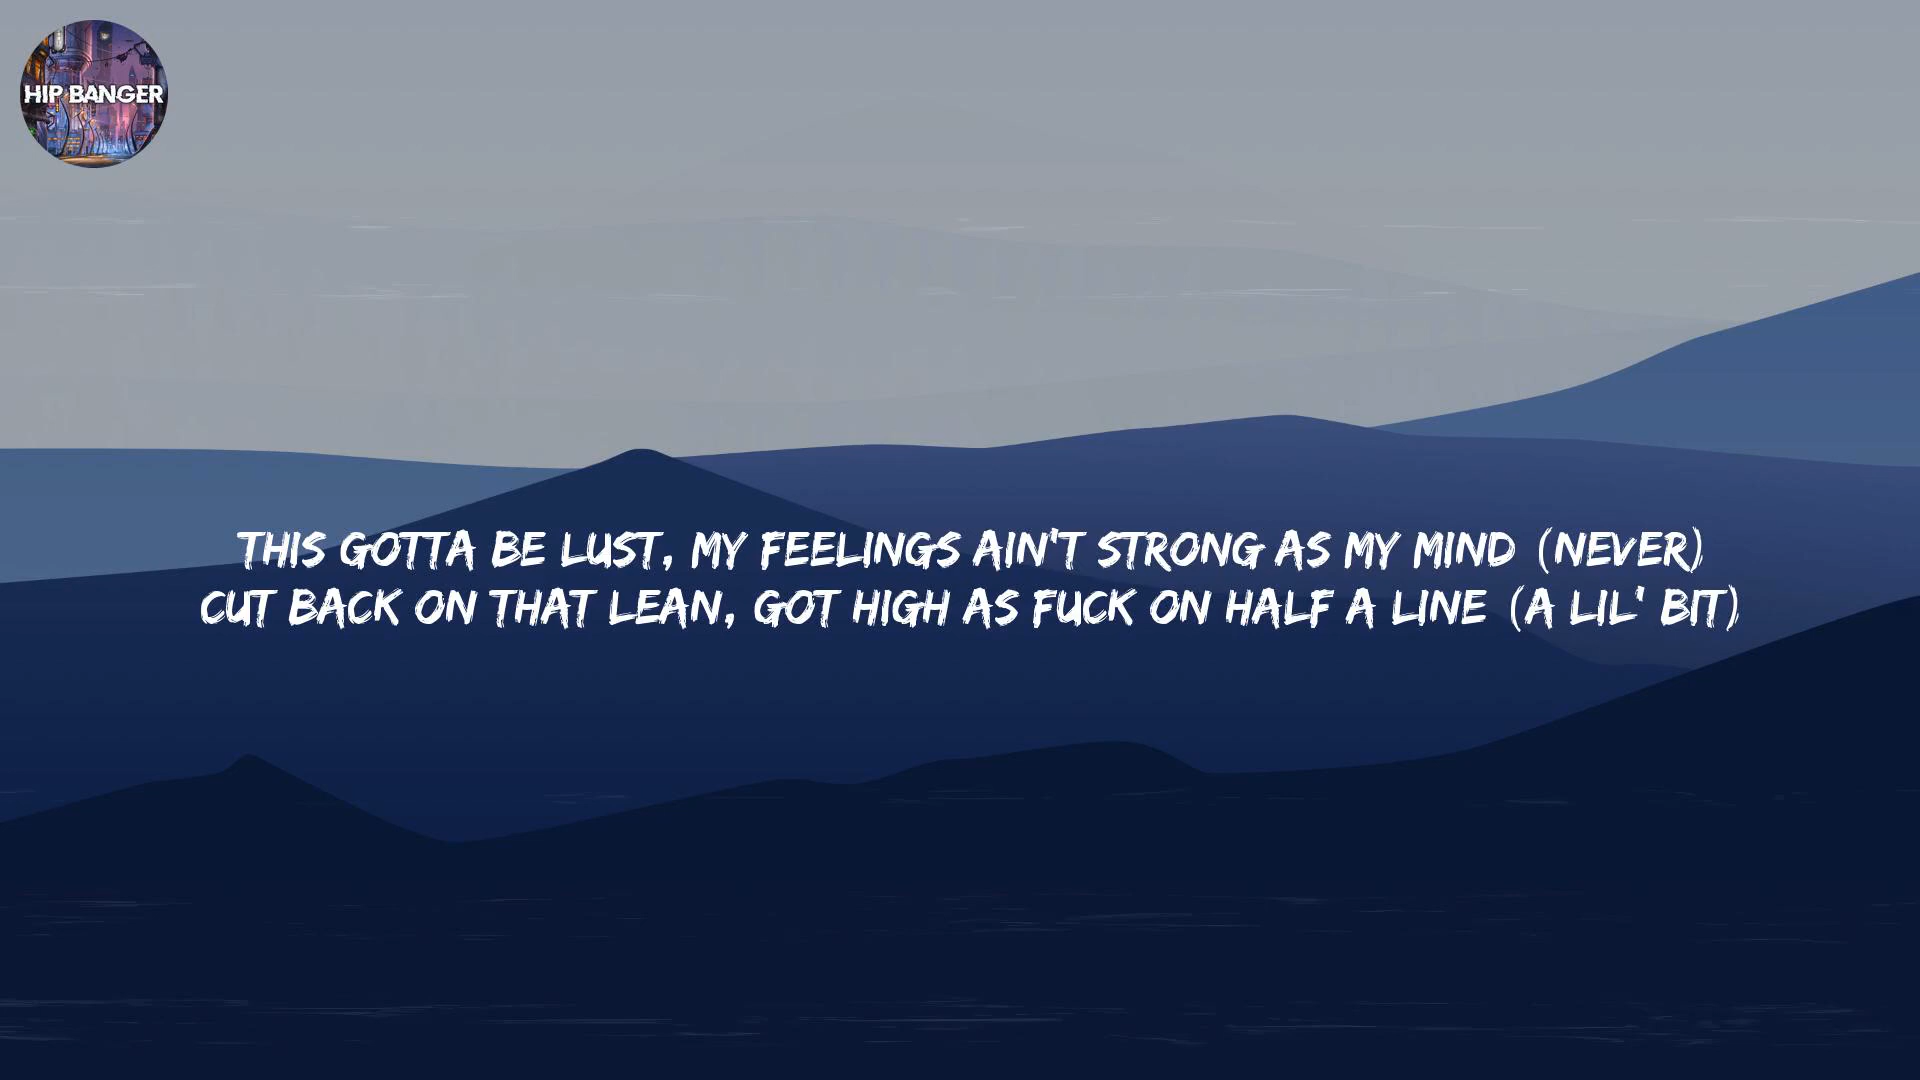 HIP BANGER
THIS GOTTA BE LUST, MY FEELINGS AIN'T STRONG AS MY MIND (NEVER)
CUT BACK ON THAT LEAN, GOT HIGH AS FUCK ON HALF A LINE (A LIL' BIT)